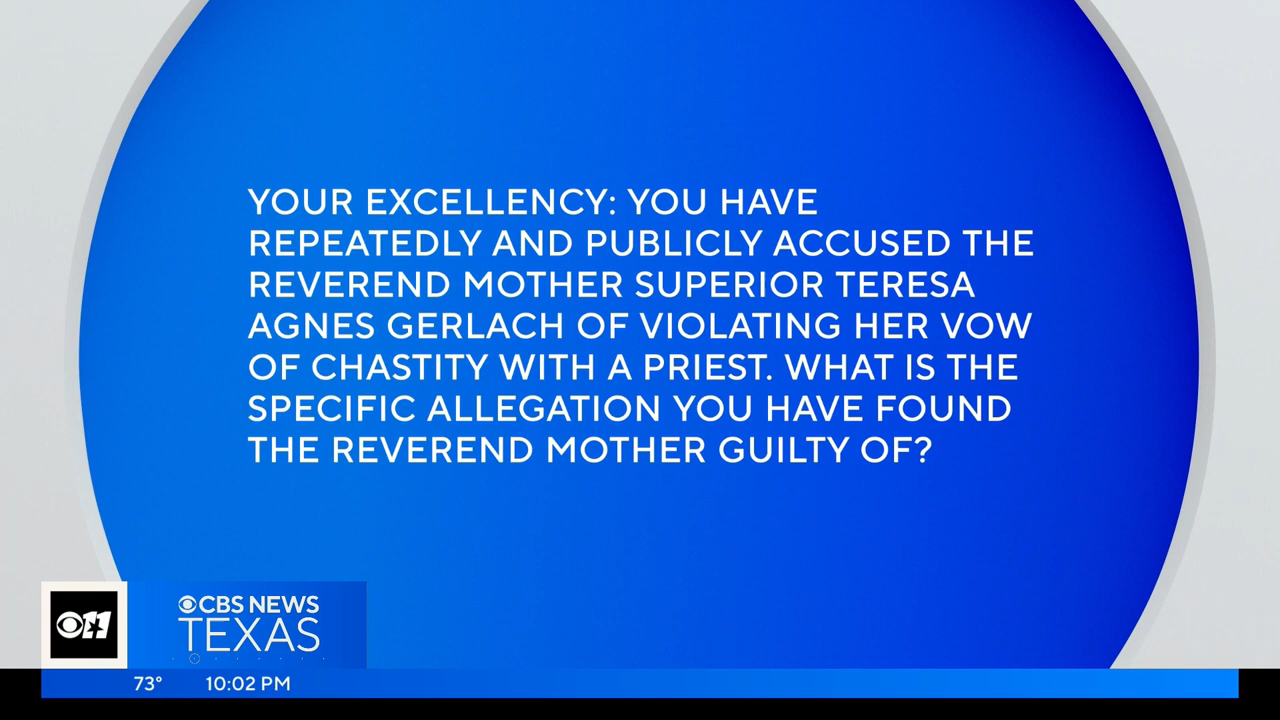 YOUR EXCELLENCY: YOU HAVE
REPEATEDLY AND PUBLICLY ACCUSED THE
REVEREND MOTHER SUPERIOR TERESA
AGNES GERLACH OF VIOLATING HER VOW
OF CHASTITY WITH A PRIEST. WHAT IS THE
SPECIFIC ALLEGATION YOU HAVE FOUND
THE REVEREND MOTHER GUILTY OF?
11
CBS NEWS
TEXAS
73° 10:02 PM